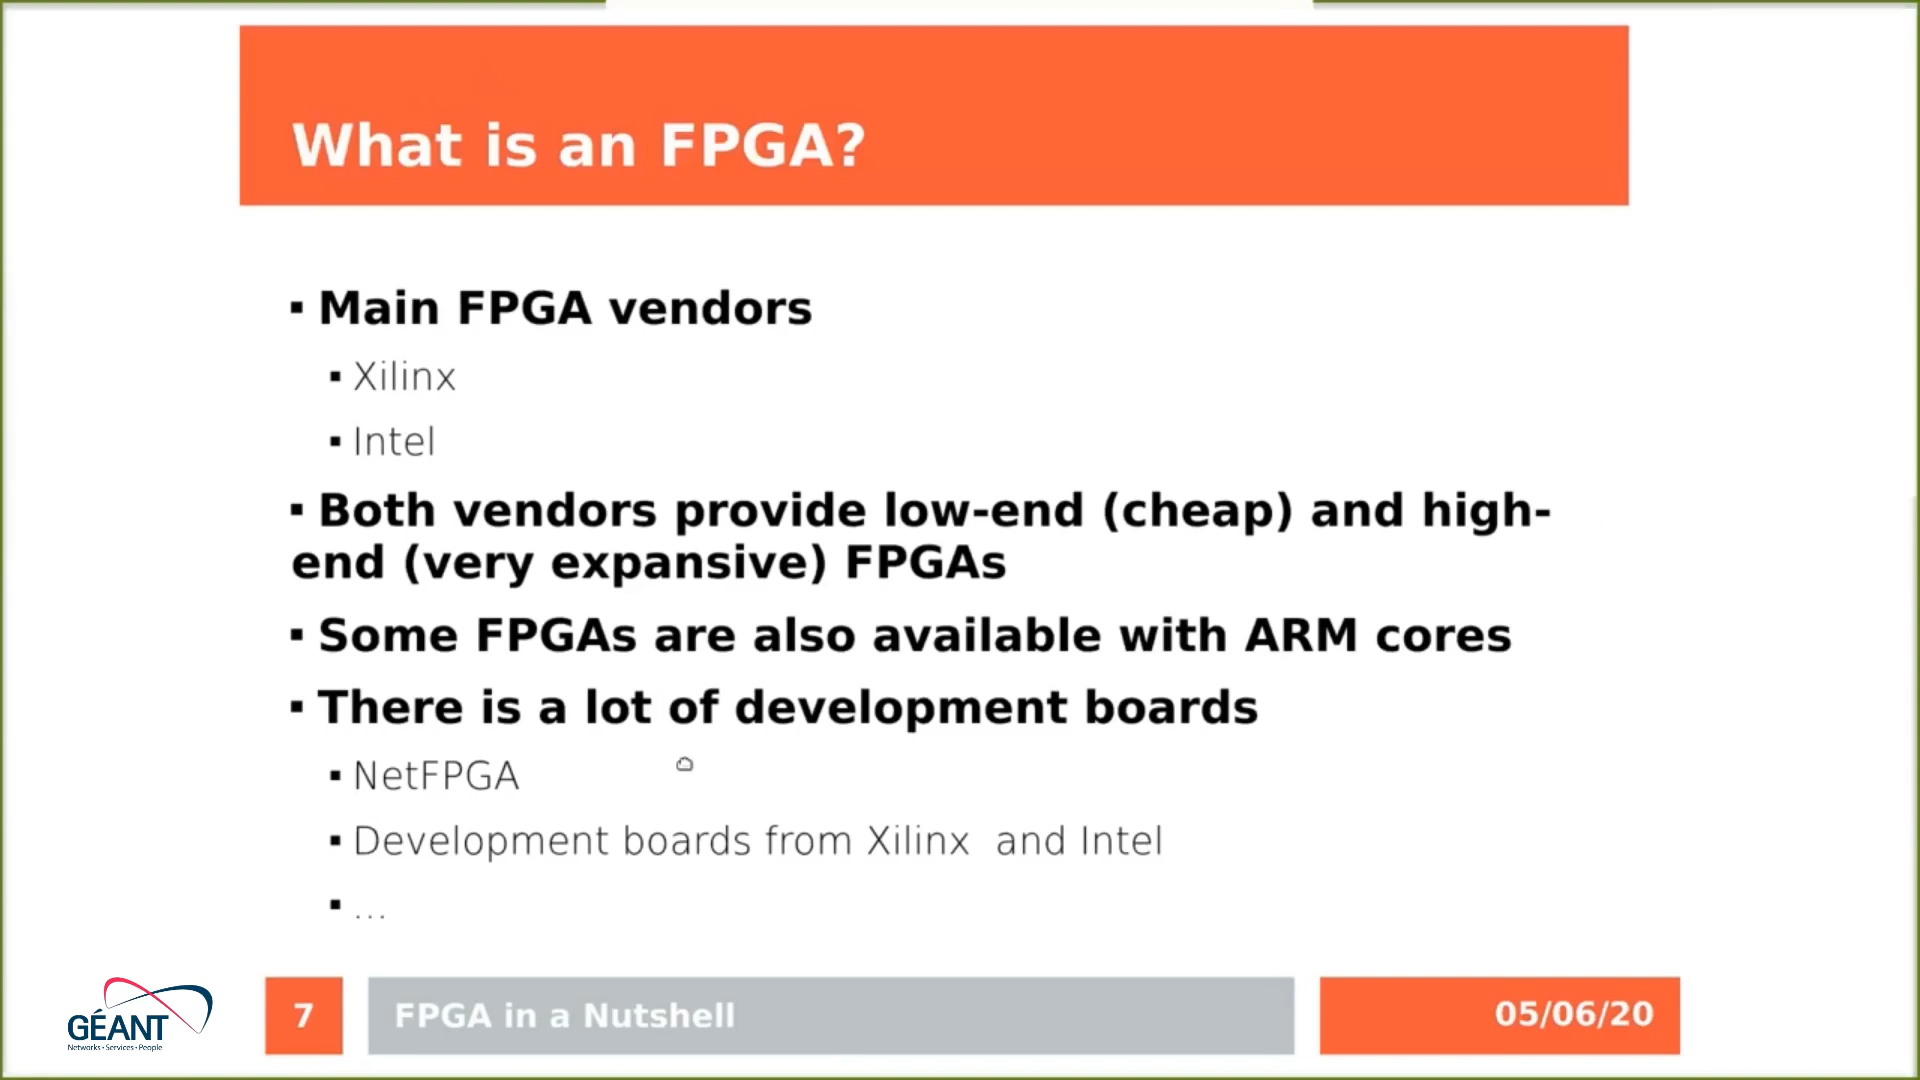 What is an FPGA?
▪ Main FPGA vendors
▪ Xilinx
▪ Intel
▪ Both vendors provide low-end (cheap) and high-
end (very expansive) FPGAs
▪ Some FPGAs are also available with ARM cores
▪ There is a lot of development boards
▪ NetFPGA
▪ Development boards from Xilinx  and Intel
▪ ...
GÉANT
Networks • Services • People
7
FPGA in a Nutshell
05/06/20